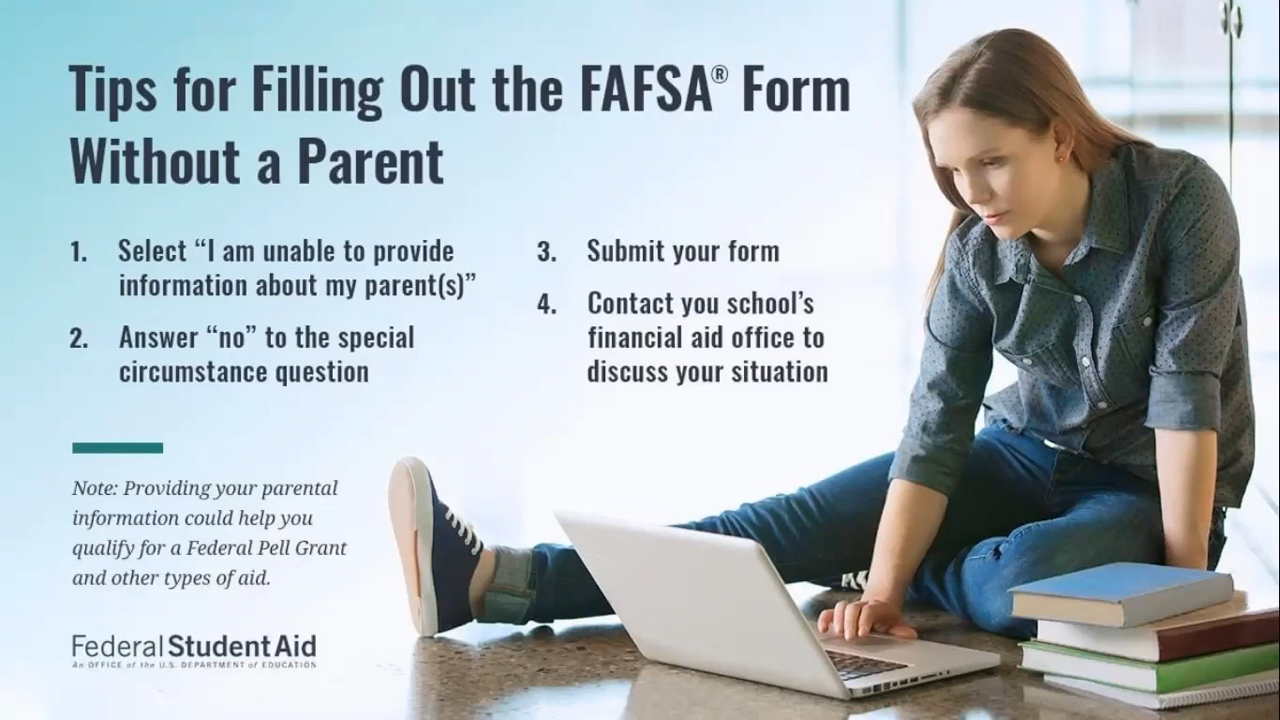 Tips for Filling Out the FAFSA® Form
Without a Parent
1. Select “I am unable to provide
information about my parent(s)”
2. Answer “no” to the special
circumstance question
3. Submit your form
4. Contact you school’s
financial aid office to
discuss your situation
Note: Providing your parental
information could help you
qualify for a Federal Pell Grant
and other types of aid.
Federal Student Aid
An OFFICE of the U.S. DEPARTMENT of EDUCATION